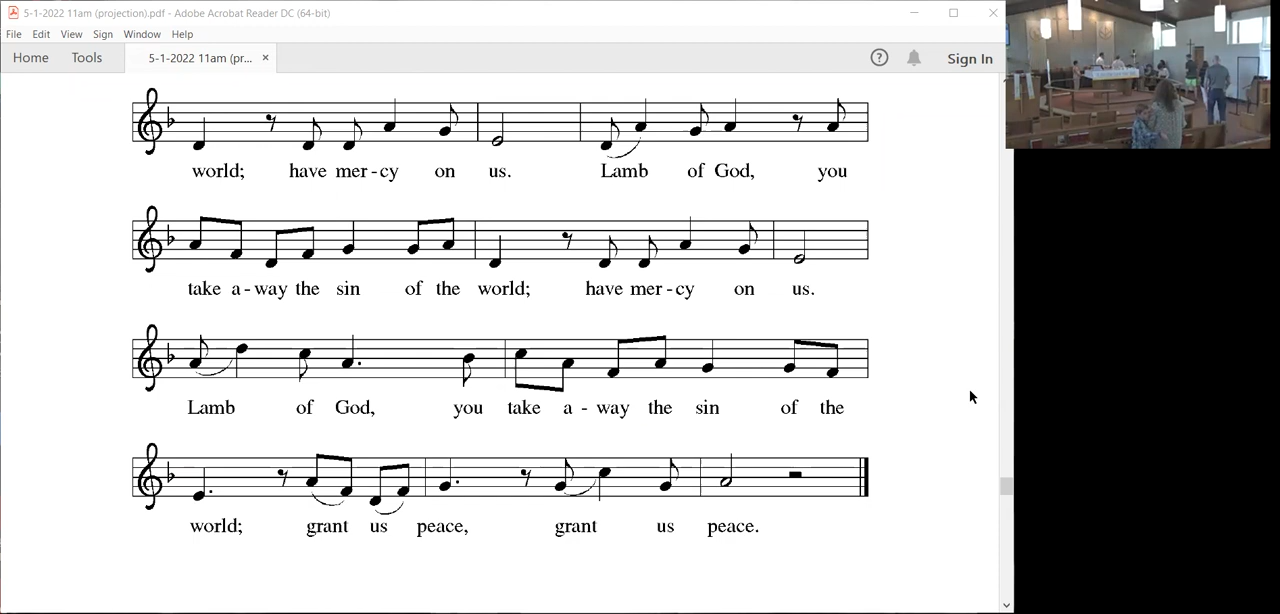 5-1-2022 11am (projection).pdf - Adobe Acrobat Reader DC (64-bit)
File Edit View Sign Window Help
Home Tools 5-1-2022 11am (pr... × Sign In
world; have mer - cy on us. Lamb of God, you
take a - way the sin of the world; have mer - cy on us.
Lamb of God, you take a - way the sin of the
world; grant us peace, grant us peace.